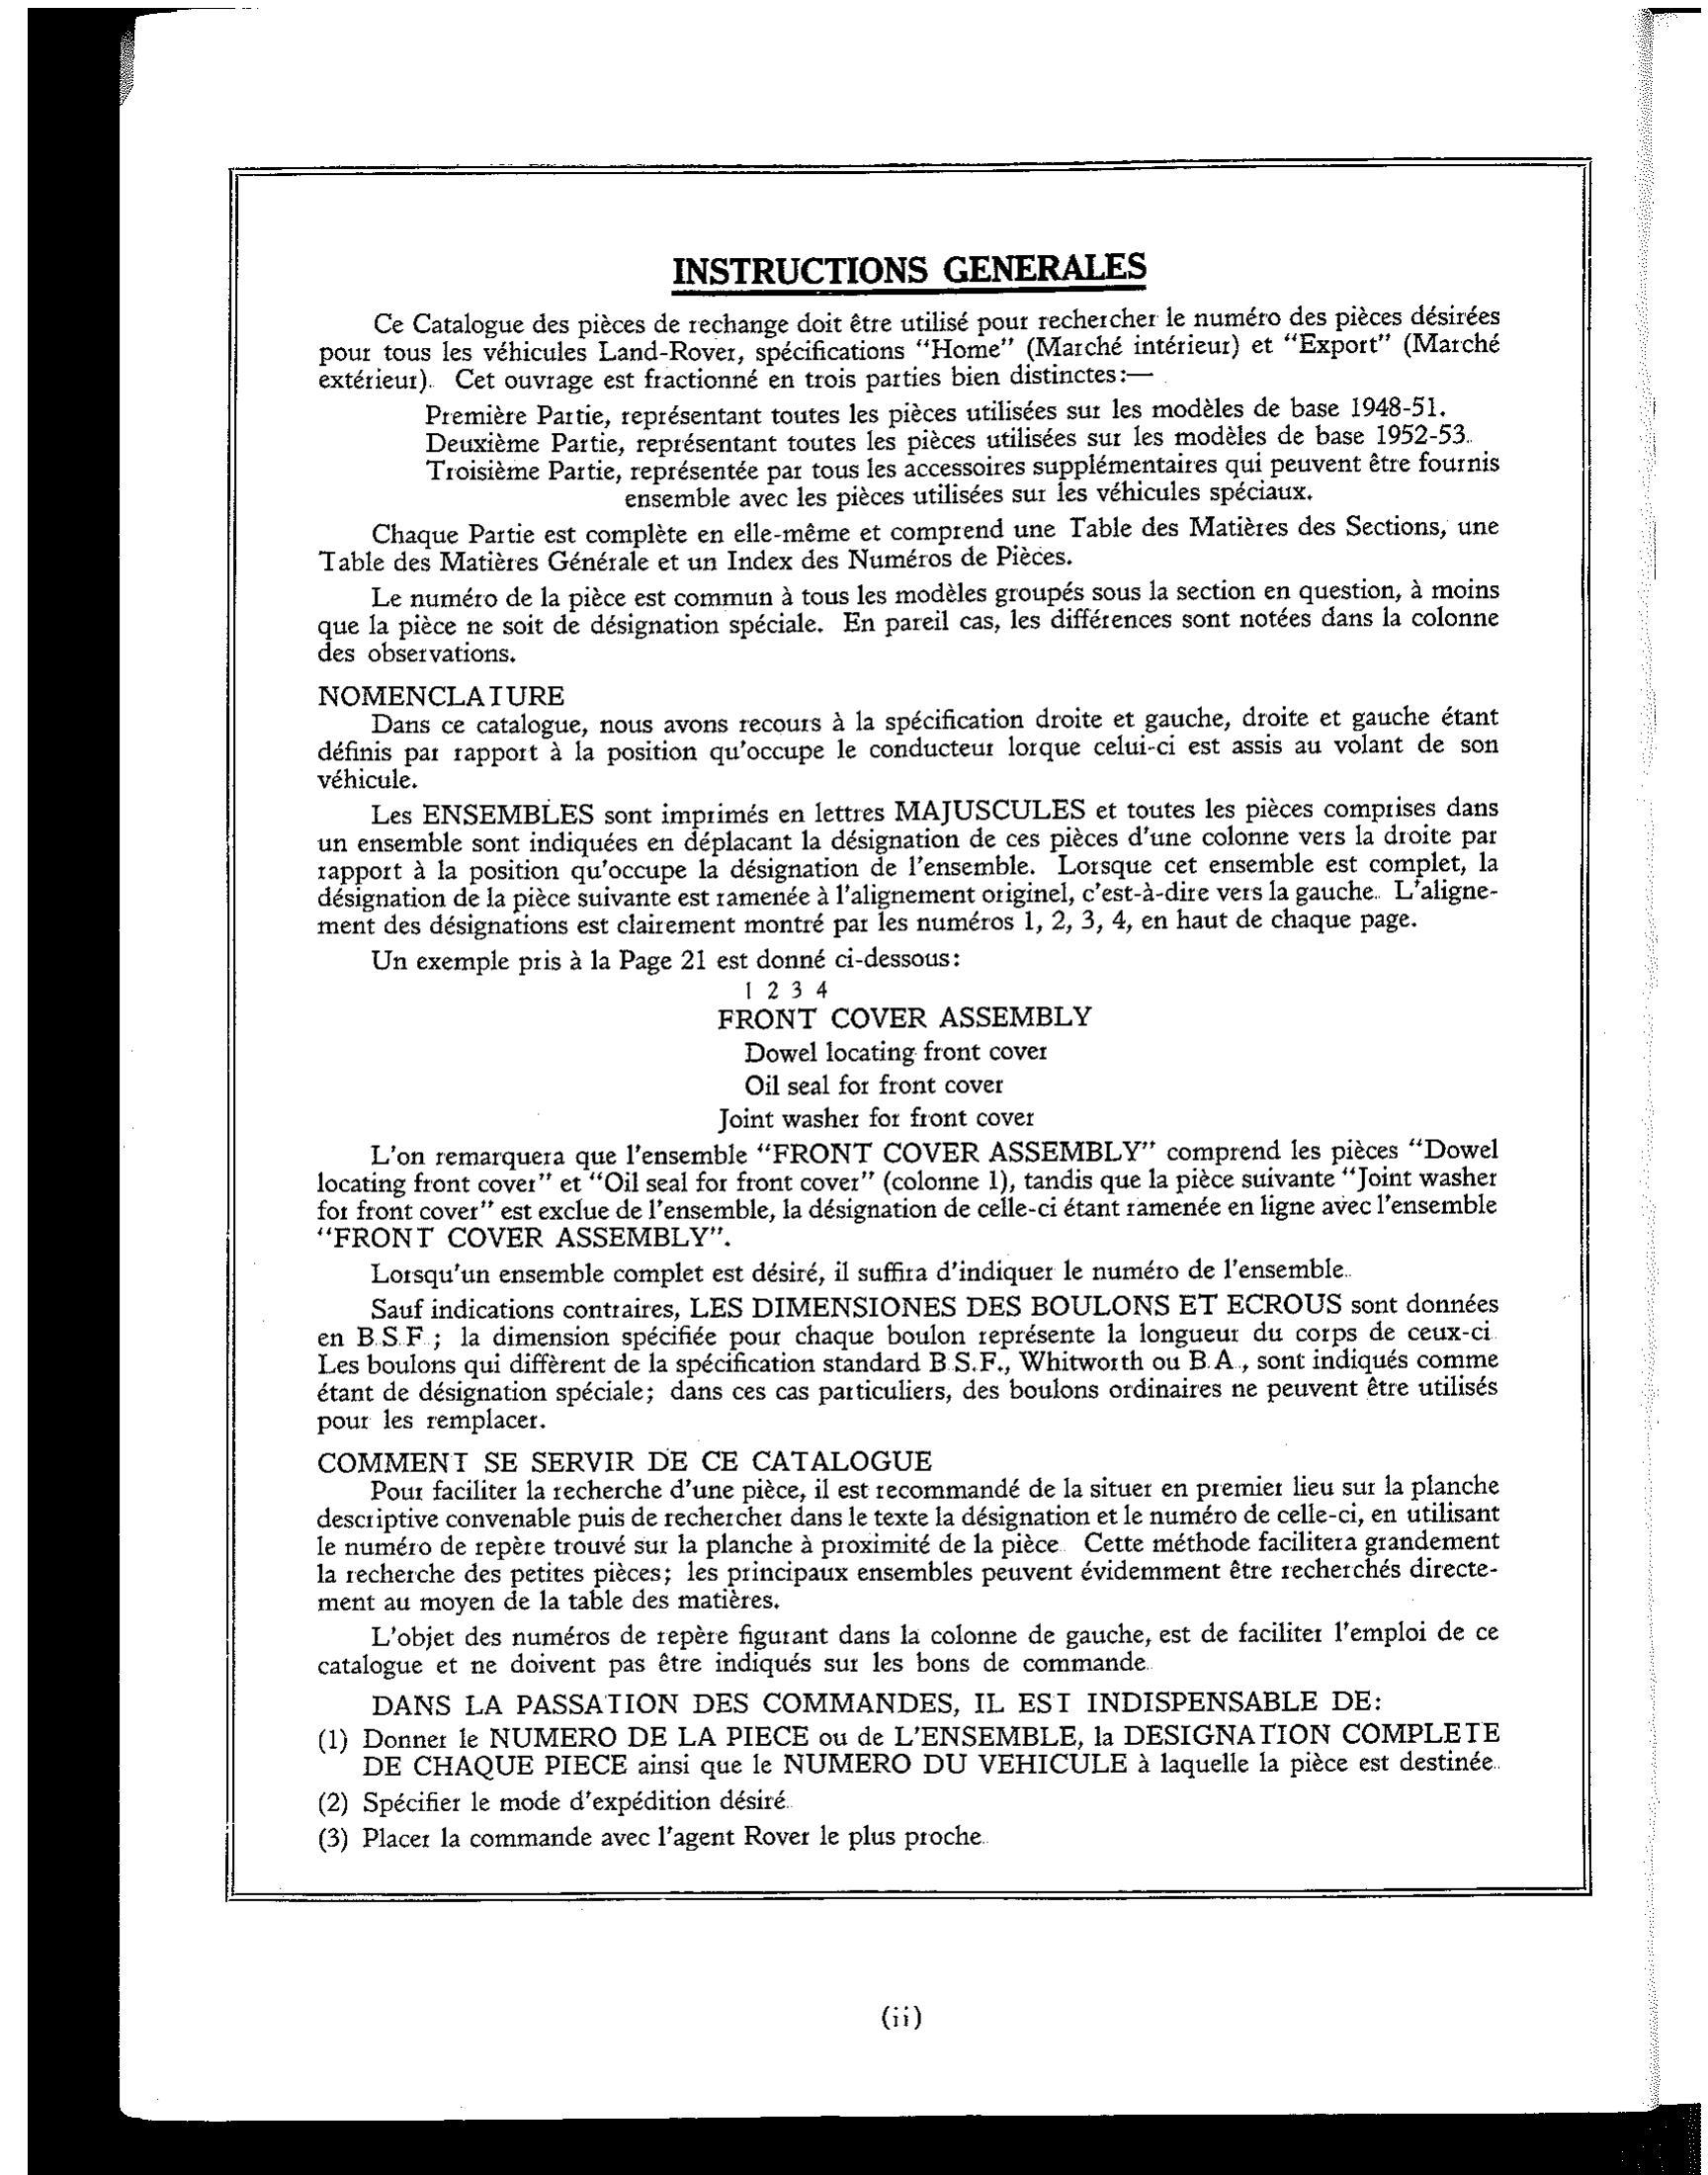 INSTRUCTIONS GENERALES
Ce Catalogue des pièces de rechange doit être utilisé pour rechercher le numéro des pièces désirées
pour tous les véhicules Land-Rover, spécifications "Home" (Marché intérieur) et "Export" (Marché
extérieur). Cet ouvrage est fractionné en trois parties bien distinctes:—
Première Partie, représentant toutes les pièces utilisées sur les modèles de base 1948-51.
Deuxième Partie, représentant toutes les pièces utilisées sur les modèles de base 1952-53.
Troisième Partie, représentée par tous les accessoires supplémentaires qui peuvent être fournis
ensemble avec les pièces utilisées sur les véhicules spéciaux.
Chaque Partie est complète en elle-même et comprend une Table des Matières des Sections, une
Table des Matières Générale et un Index des Numéros de Pièces.
Le numéro de la pièce est commun à tous les modèles groupés sous la section en question, à moins
que la pièce ne soit de désignation spéciale. En pareil cas, les différences sont notées dans la colonne
des observations.
NOMENCLATURE
Dans ce catalogue, nous avons recours à la spécification droite et gauche, droite et gauche étant
définis par rapport à la position qu'occupe le conducteur lorque celui-ci est assis au volant de son
véhicule.
Les ENSEMBLES sont imprimés en lettres MAJUSCULES et toutes les pièces comprises dans
un ensemble sont indiquées en déplacant la désignation de ces pièces d'une colonne vers la droite par
rapport à la position qu'occupe la désignation de l'ensemble. Lorsque cet ensemble est complet, la
désignation de la pièce suivante est ramenée à l'alignement originel, c'est-à-dire vers la gauche. L'aligne-
ment des désignations est clairement montré par les numéros 1, 2, 3, 4, en haut de chaque page.
Un exemple pris à la Page 21 est donné ci-dessous:
1 2 3 4
FRONT COVER ASSEMBLY
Dowel locating front cover
Oil seal for front cover
Joint washer for front cover
L'on remarquera que l'ensemble "FRONT COVER ASSEMBLY" comprend les pièces "Dowel
locating front cover" et "Oil seal for front cover" (colonne 1), tandis que la pièce suivante "Joint washer
for front cover" est exclue de l'ensemble, la désignation de celle-ci étant ramenée en ligne avec l'ensemble
"FRONT COVER ASSEMBLY".
Lorsqu'un ensemble complet est désiré, il suffira d'indiquer le numéro de l'ensemble.
Sauf indications contraires, LES DIMENSIONES DES BOULONS ET ECROUS sont données
en B.S.F.; la dimension spécifiée pour chaque boulon représente la longueur du corps de ceux-ci.
Les boulons qui diffèrent de la spécification standard B.S.F., Whitworth ou B.A., sont indiqués comme
étant de désignation spéciale; dans ces cas particuliers, des boulons ordinaires ne peuvent être utilisés
pour les remplacer.
COMMENT SE SERVIR DE CE CATALOGUE
Pour faciliter la recherche d'une pièce, il est recommandé de la situer en premier lieu sur la planche
descriptive convenable puis de rechercher dans le texte la désignation et le numéro de celle-ci, en utilisant
le numéro de repère trouvé sur la planche à proximité de la pièce. Cette méthode facilitera grandement
la recherche des petites pièces; les principaux ensembles peuvent évidemment être recherchés directe-
ment au moyen de la table des matières.
L'objet des numéros de repère figurant dans la colonne de gauche, est de faciliter l'emploi de ce
catalogue et ne doivent pas être indiqués sur les bons de commande.
DANS LA PASSATION DES COMMANDES, IL EST INDISPENSABLE DE:
(1) Donner le NUMERO DE LA PIECE ou de L'ENSEMBLE, la DESIGNATION COMPLETE
DE CHAQUE PIECE ainsi que le NUMERO DU VEHICULE à laquelle la pièce est destinée.
(2) Spécifier le mode d'expédition désiré.
(3) Placer la commande avec l'agent Rover le plus proche.
(ii)